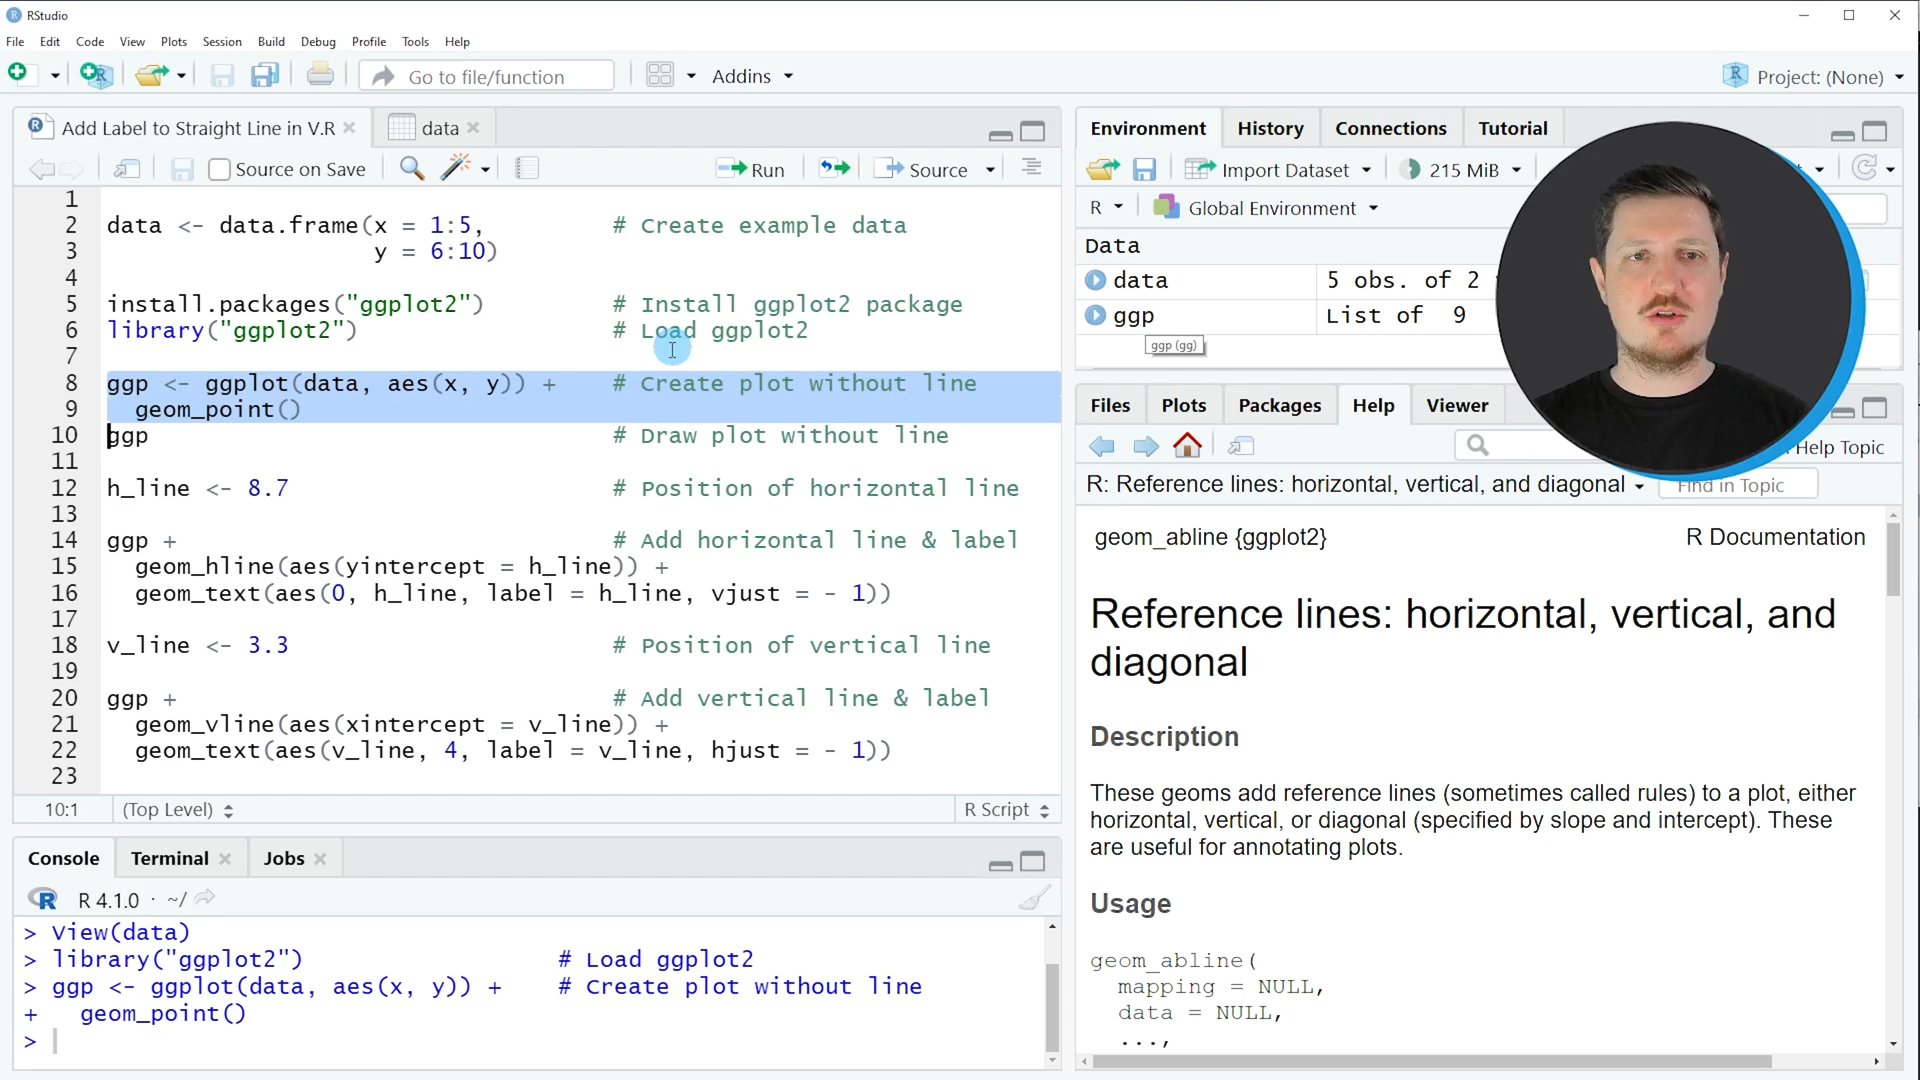 RStudio
File Edit Code View Plots Session Build Debug Profile Tools Help
Go to file/function Addins Project: (None)
Add Label to Straight Line in V.R data
Source on Save Run Source
1
2 data <- data.frame(x = 1:5, # Create example data
3 y = 6:10)
4
5 install.packages("ggplot2") # Install ggplot2 package
6 library("ggplot2") # Load ggplot2
7
8 ggp <- ggplot(data, aes(x, y)) + # Create plot without line
9 geom_point()
10 ggp # Draw plot without line
11
12 h_line <- 8.7 # Position of horizontal line
13
14 ggp + # Add horizontal line & label
15 geom_hline(aes(yintercept = h_line)) +
16 geom_text(aes(0, h_line, label = h_line, vjust = - 1))
17
18 v_line <- 3.3 # Position of vertical line
19
20 ggp + # Add vertical line & label
21 geom_vline(aes(xintercept = v_line)) +
22 geom_text(aes(v_line, 4, label = v_line, hjust = - 1))
23
10:1 (Top Level) R Script
Console Terminal Jobs
R 4.1.0 · ~/
> View(data)
> library("ggplot2") # Load ggplot2
> ggp <- ggplot(data, aes(x, y)) + # Create plot without line
+ geom_point()
>
Environment History Connections Tutorial
Import Dataset 215 MiB
R Global Environment
Data
data 5 obs. of 2
ggp List of 9
ggp (gg)
Files Plots Packages Help Viewer
Help Topic
R: Reference lines: horizontal, vertical, and diagonal Find in Topic
geom_abline {ggplot2} R Documentation
Reference lines: horizontal, vertical, and
diagonal
Description
These geoms add reference lines (sometimes called rules) to a plot, either
horizontal, vertical, or diagonal (specified by slope and intercept). These
are useful for annotating plots.
Usage
geom_abline(
mapping = NULL,
data = NULL,
...,